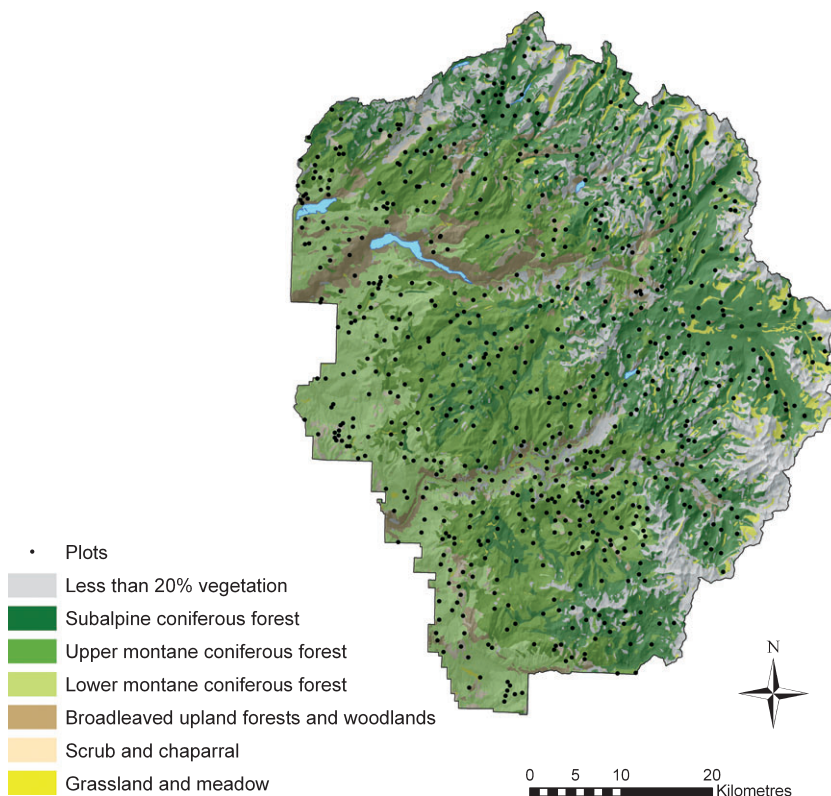 Plots
Less than 20% vegetation
Subalpine coniferous forest
Upper montane coniferous forest
Lower montane coniferous forest
Broadleaved upland forests and woodlands
Scrub and chaparral
Grassland and meadow
N
0 5 10 20
Kilometres